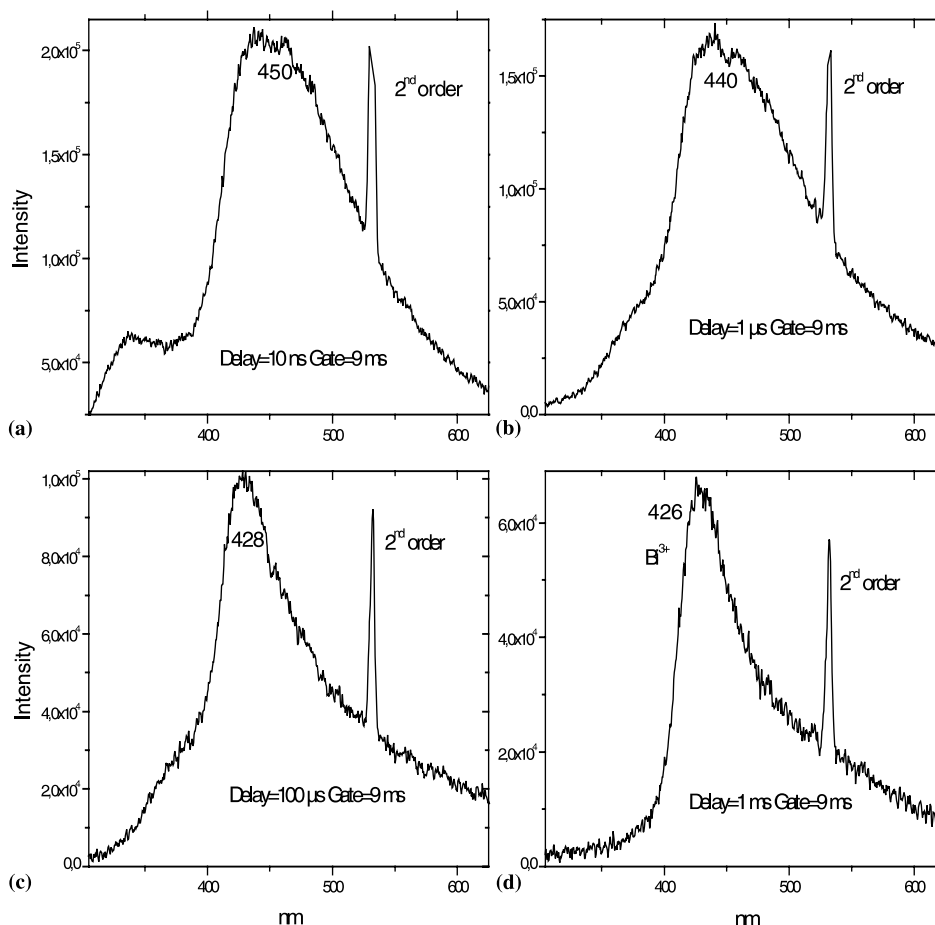 2,0x10⁵
1,5x10⁵
1,0x10⁵
5,0x10⁴
Intensity
450
2ⁿᵈ order
Delay=10 ns Gate=9 ms
400
500
600
(a)
1,5x10⁵
1,0x10⁵
5,0x10⁴
0,0
440
2ⁿᵈ order
Delay=1 µs Gate=9 ms
400
500
600
(b)
1,0x10⁵
8,0x10⁴
6,0x10⁴
4,0x10⁴
2,0x10⁴
0,0
Intensity
428
2ⁿᵈ order
Delay=100 µs Gate=9 ms
400
500
600
(c)
nm
6,0x10⁴
4,0x10⁴
2,0x10⁴
0,0
426
Bi³⁺
2ⁿᵈ order
Delay=1 ms Gate=9 ms
400
500
600
(d)
nm